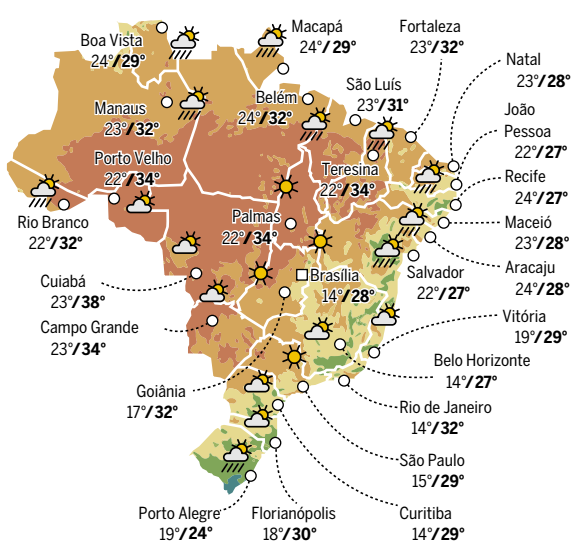 Boa Vista
24°/29°
Macapá
24°/29°
Fortaleza
23°/32°
Natal
23°/28°
Manaus
23°/32°
Belém
24°/32°
São Luís
23°/31°
João
Pessoa
22°/27°
Porto Velho
22°/34°
Teresina
22°/34°
Recife
24°/27°
Rio Branco
22°/32°
Palmas
22°/34°
Maceió
23°/28°
Cuiabá
23°/38°
Brasília
14°/28°
Salvador
22°/27°
Aracaju
24°/28°
Campo Grande
23°/34°
Vitória
19°/29°
Belo Horizonte
14°/27°
Goiânia
17°/32°
Rio de Janeiro
14°/32°
São Paulo
15°/29°
Porto Alegre
19°/24°
Florianópolis
18°/30°
Curitiba
14°/29°